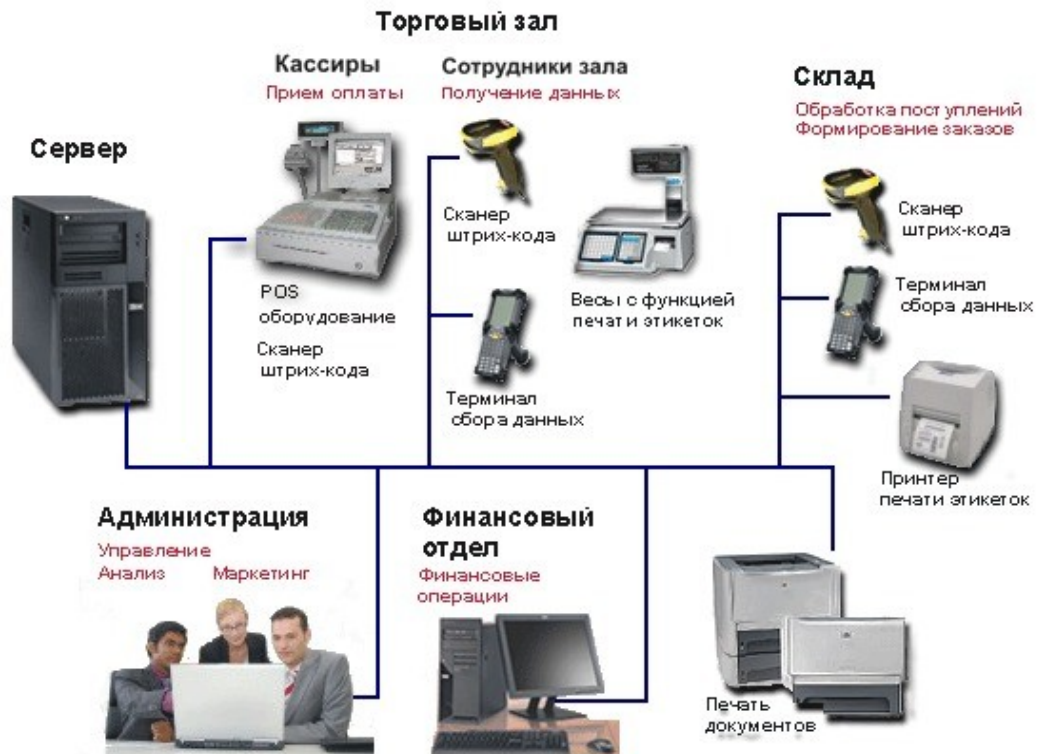 Торговый зал
Кассиры
Прием оплаты
Сотрудники зала
Получение данных
Склад
Обработка поступлений
Формирование заказов
Сервер
POS
оборудование
Сканер
штрих-кода
Сканер
штрих-кода
Терминал
сбора данных
Весы с функцией
печати этикеток
Сканер
штрих-кода
Терминал
сбора данных
Принтер
печати этикеток
Администрация
Управление
Анализ Маркетинг
Финансовый
отдел
Финансовые
операции
Печать
документов